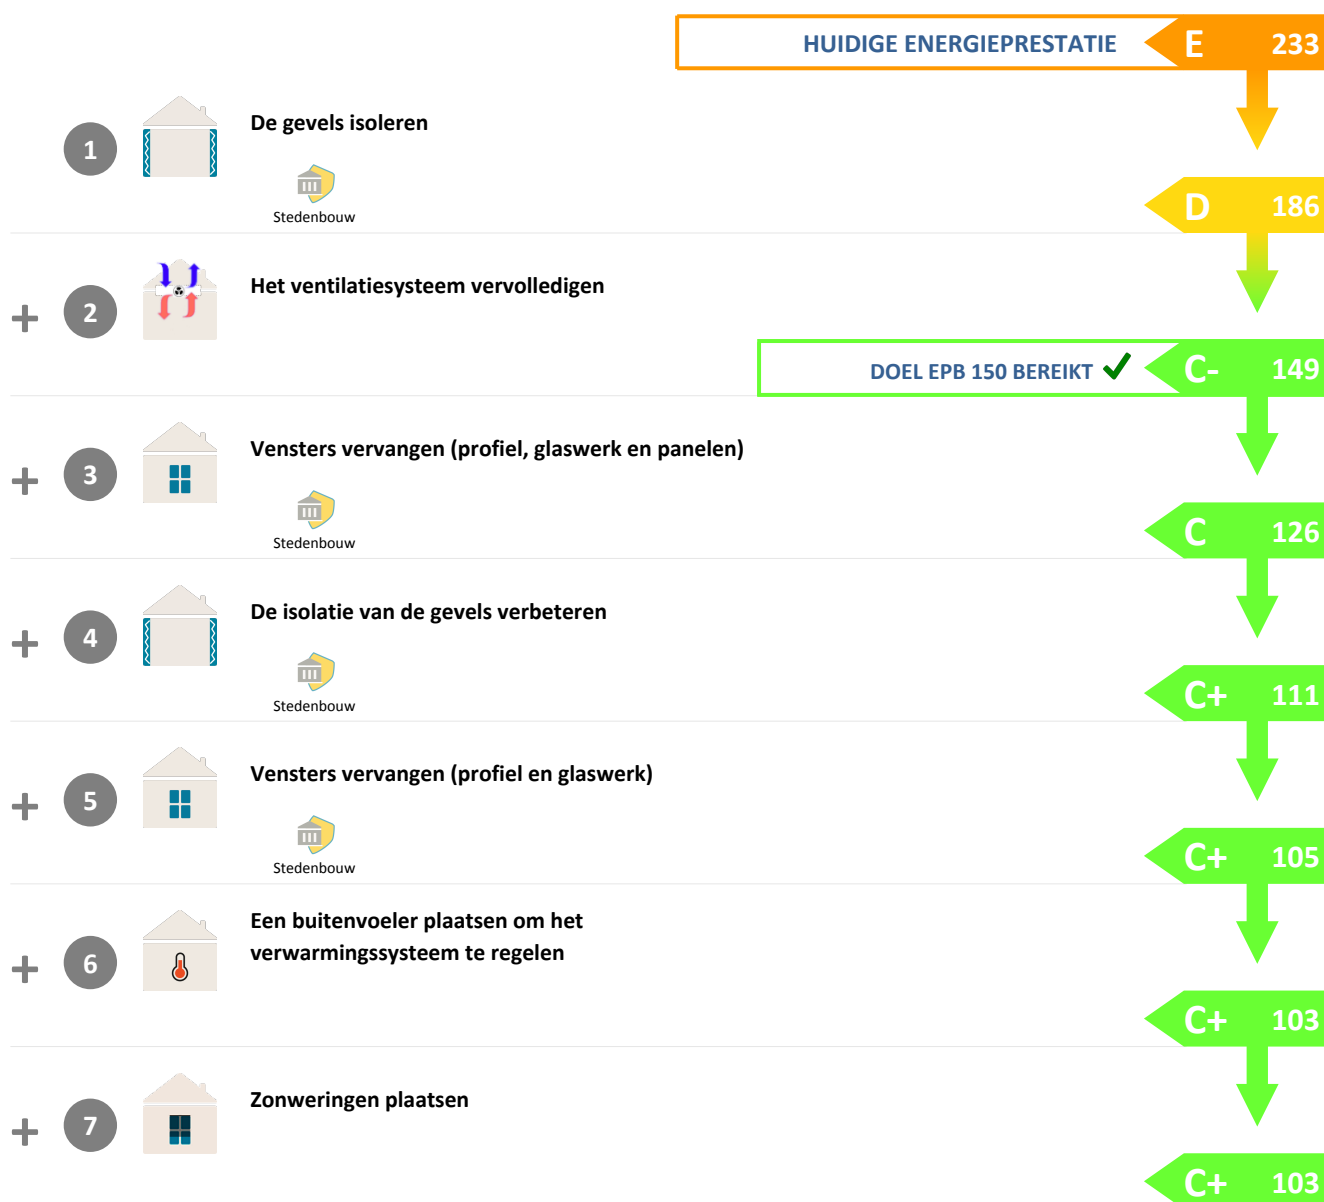 HUIDIGE ENERGIEPRESTATIE E 233
1 De gevels isoleren
Stedenbouw
D 186
+ 2 Het ventilatiesysteem vervolledigen
DOEL EPB 150 BEREIKT C- 149
+ 3 Vensters vervangen (profiel, glaswerk en panelen)
Stedenbouw
C 126
+ 4 De isolatie van de gevels verbeteren
Stedenbouw
C+ 111
+ 5 Vensters vervangen (profiel en glaswerk)
Stedenbouw
C+ 105
+ 6 Een buitenvoeler plaatsen om het
verwarmingssysteem te regelen
C+ 103
+ 7 Zonweringen plaatsen
C+ 103